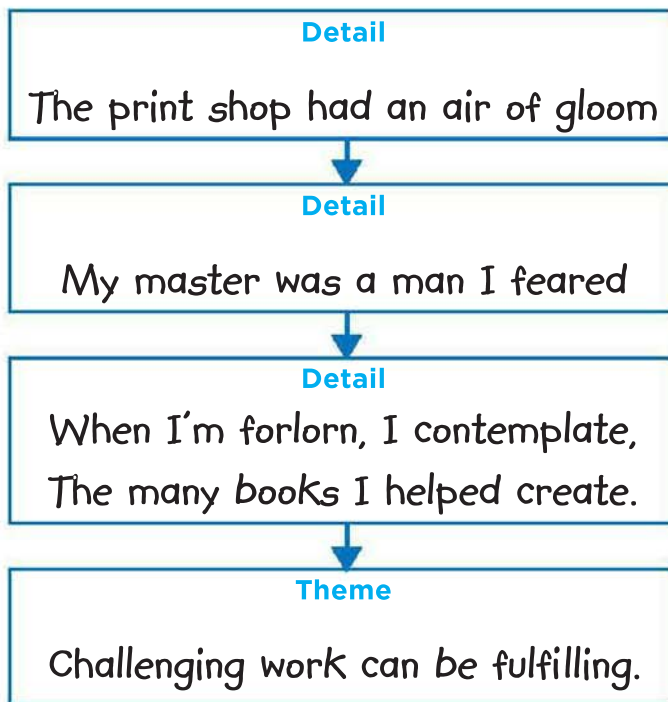 Detail
The print shop had an air of gloom
Detail
My master was a man I feared
Detail
When I'm forlorn, I contemplate,
The many books I helped create.
Theme
Challenging work can be fulfilling.